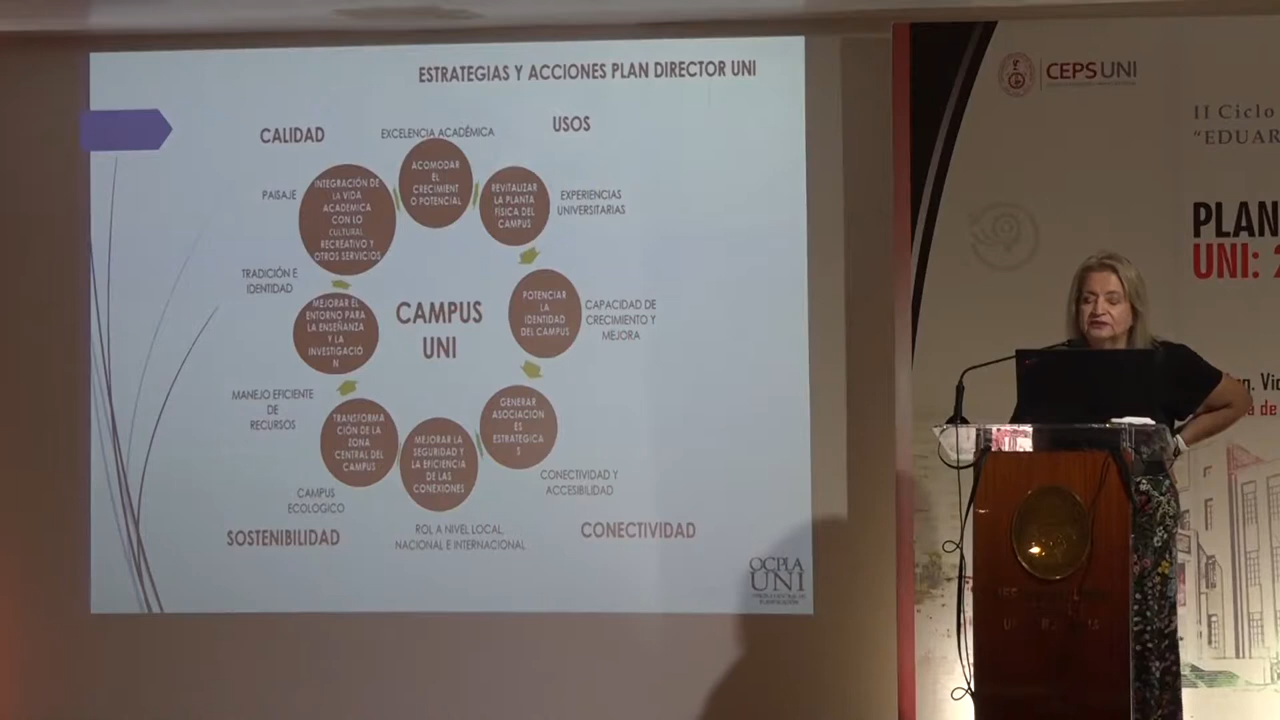 ESTRATEGIAS Y ACCIONES PLAN DIRECTOR UNI
CALIDAD
EXCELENCIA ACADÉMICA
USOS
ACOMODAR
EL
CRECIMIENT
O POTENCIAL
PAISAJE
INTEGRACIÓN DE
LA VIDA
ACADEMICA
CON LO
CULTURAL
RECREATIVO Y
OTROS SERVICIOS
REVITALIZAR
LA PLANTA
FÍSICA DEL
CAMPUS
EXPERIENCIAS
UNIVERSITARIAS
TRADICIÓN E
IDENTIDAD
MEJORAR EL
ENTORNO PARA
LA ENSEÑANZA
Y LA
INVESTIGACIÓ
N
CAMPUS
UNI
POTENCIAR
LA
IDENTIDAD
DEL CAMPUS
CAPACIDAD DE
CRECIMIENTO Y
MEJORA
MANEJO EFICIENTE
DE
RECURSOS
TRANSFORMA
CIÓN DE LA
ZONA
CENTRAL DEL
CAMPUS
MEJORAR LA
SEGURIDAD Y
LA EFICIENCIA
DE LAS
CONEXIONES
GENERAR
ASOCIACION
ES
ESTRATEGICA
S
CONECTIVIDAD Y
ACCESIBILIDAD
CAMPUS
ECOLOGICO
SOSTENIBILIDAD
ROL A NIVEL LOCAL,
NACIONAL E INTERNACIONAL
CONECTIVIDAD
OCPLA
UNI
CEPS UNI
II Ciclo
"EDUAR
PLAN
UNI: 2
ng. Vic
de